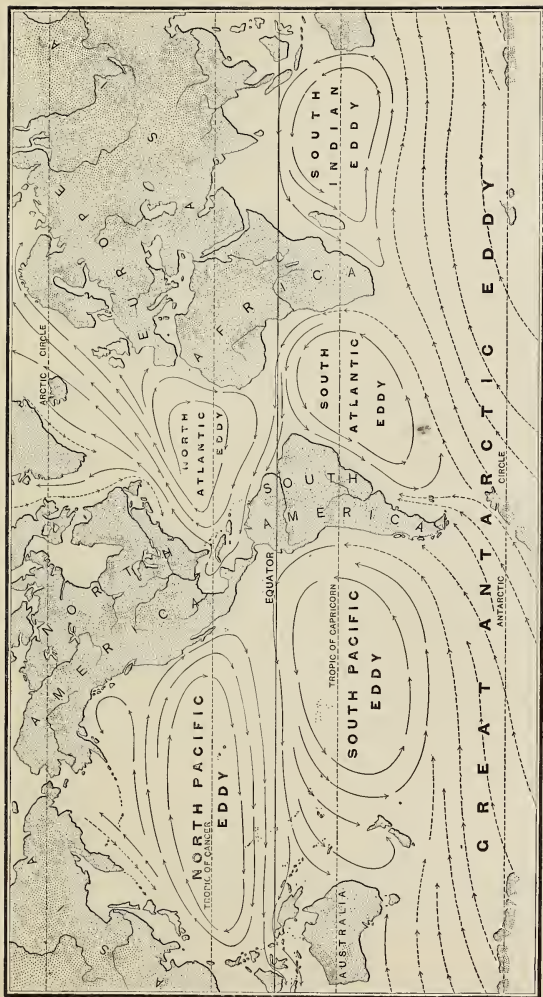 ARCTIC CIRCLE
NORTH
AMERICA
EUROPE
A S
AFRICA
NORTH PACIFIC
EDDY
TROPIC OF CANCER
NORTH
ATLANTIC
EDDY
EQUATOR
SOUTH
AMERICA
SOUTH
INDIAN
EDDY
AUSTRALIA
TROPIC OF CAPRICORN
SOUTH PACIFIC
EDDY
SOUTH
ATLANTIC
EDDY
GREAT ANTARCTIC EDDY
ANTARCTIC CIRCLE